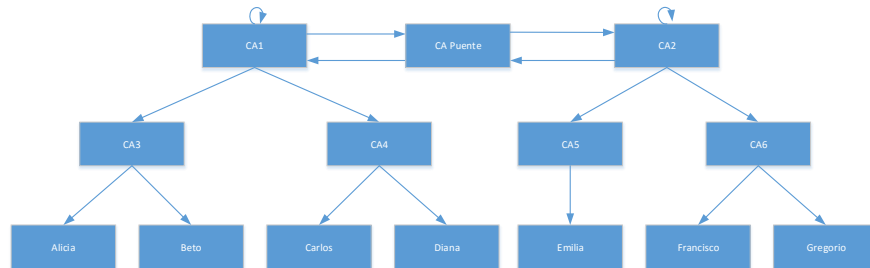 CA1
CA Puente
CA2
CA3
CA4
CA5
CA6
Alicia
Beto
Carlos
Diana
Emilia
Francisco
Gregorio